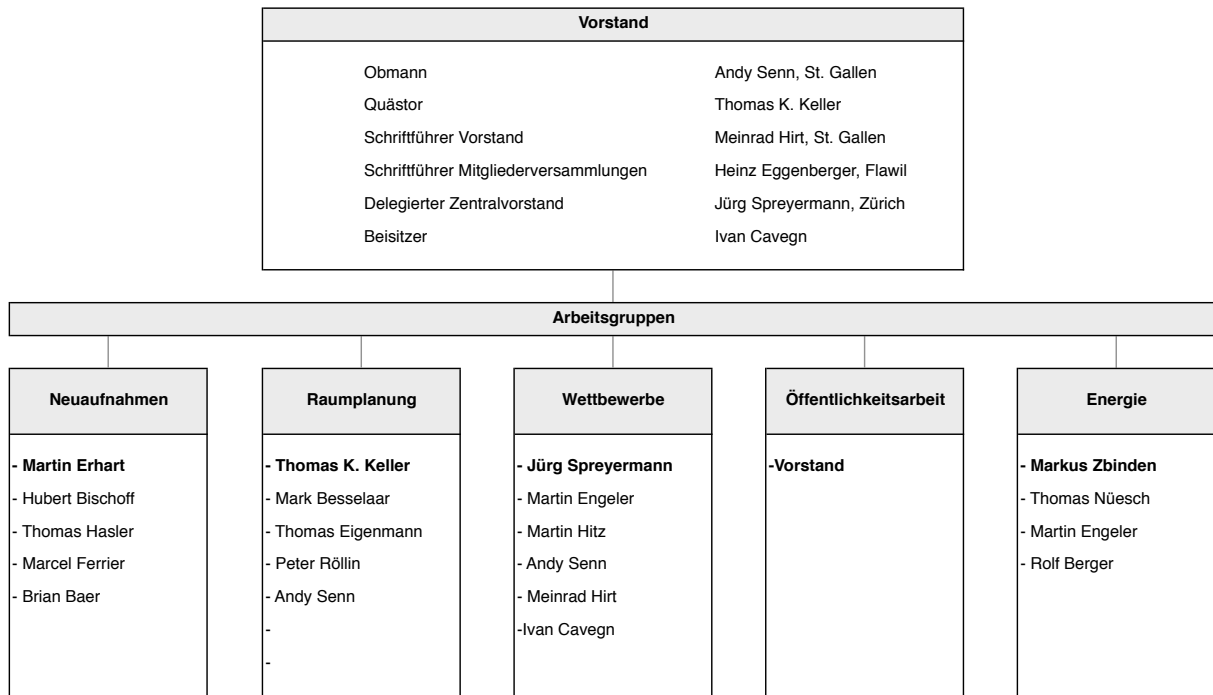 Vorstand
Obmann Andy Senn, St. Gallen
Quästor Thomas K. Keller
Schriftführer Vorstand Meinrad Hirt, St. Gallen
Schriftführer Mitgliederversammlungen Heinz Eggenberger, Flawil
Delegierter Zentralvorstand Jürg Spreyermann, Zürich
Beisitzer Ivan Cavegn
Arbeitsgruppen
Neuaufnahmen
- Martin Erhart
- Hubert Bischoff
- Thomas Hasler
- Marcel Ferrier
- Brian Baer
Raumplanung
- Thomas K. Keller
- Mark Besselaar
- Thomas Eigenmann
- Peter Röllin
- Andy Senn
-
-
Wettbewerbe
- Jürg Spreyermann
- Martin Engeler
- Martin Hitz
- Andy Senn
- Meinrad Hirt
-Ivan Cavegn
Öffentlichkeitsarbeit
-Vorstand
Energie
- Markus Zbinden
- Thomas Nüesch
- Martin Engeler
- Rolf Berger